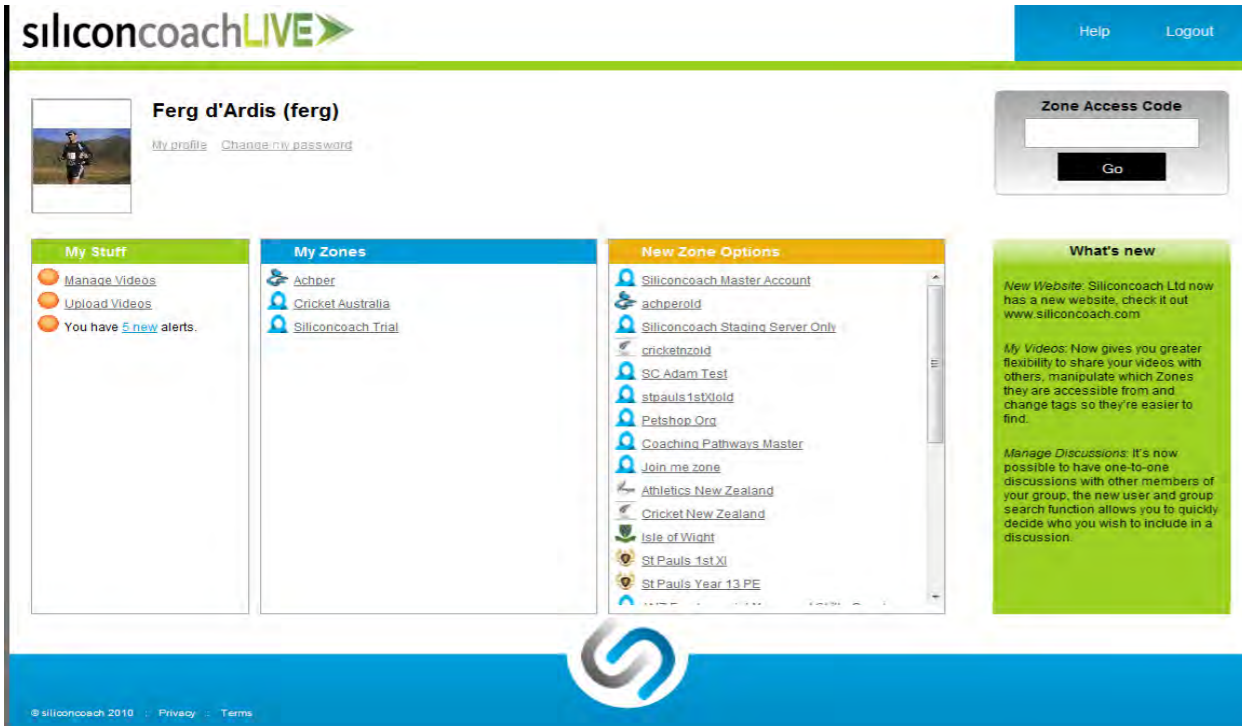 siliconcoachLIVE
Help Logout
Ferg d'Ardis (ferg)
My profile Change my password
Zone Access Code
Go
My Stuff
Manage Videos
Upload Videos
You have 5 new alerts.
My Zones
Achper
Cricket Australia
Siliconcoach Trial
New Zone Options
Siliconcoach Master Account
achperold
Siliconcoach Staging Server Only
cricketnzold
SC Adam Test
stpauls1stXIold
Petshop Org
Coaching Pathways Master
Join me zone
Athletics New Zealand
Cricket New Zealand
Isle of Wight
St Pauls 1st XI
St Pauls Year 13 PE
What's new
New Website: Siliconcoach Ltd now
has a new website, check it out
www.siliconcoach.com
My Videos: Now gives you greater
flexibility to share your videos with
others, manipulate which Zones
they are accessible from and
change tags so they're easier to
find.
Manage Discussions: It's now
possible to have one-to-one
discussions with other members of
your group, the new user and group
search function allows you to quickly
decide who you wish to include in a
discussion.
© siliconcoach 2010 :: Privacy :: Terms